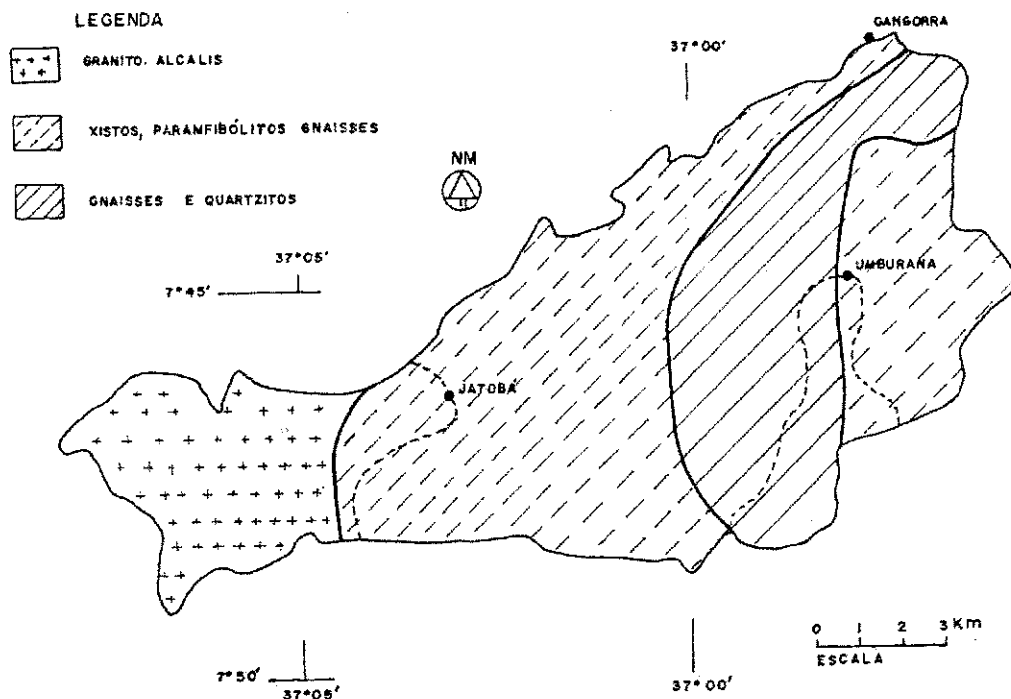 LEGENDA
GRANITO. ALCALIS
XISTOS, PARAMFIBÓLITOS GNAISSES
GNAISSES E QUARTZITOS
NM
37°00'
GANGORRA
37°05'
7°45'
UMBURANA
JATOBÁ
0 1 2 3 Km
ESCALA
7°50'
37°05'
37°00'